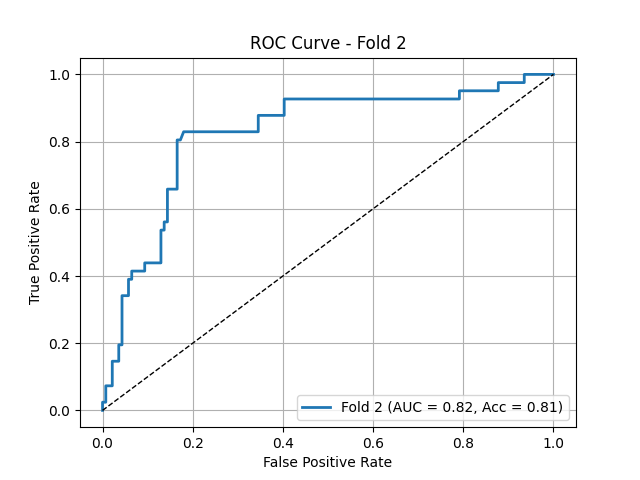 ROC Curve - Fold 2
1.0
0.8
0.6
0.4
0.2
0.0
True Positive Rate
Fold 2 (AUC = 0.82, Acc = 0.81)
0.0 0.2 0.4 0.6 0.8 1.0
False Positive Rate